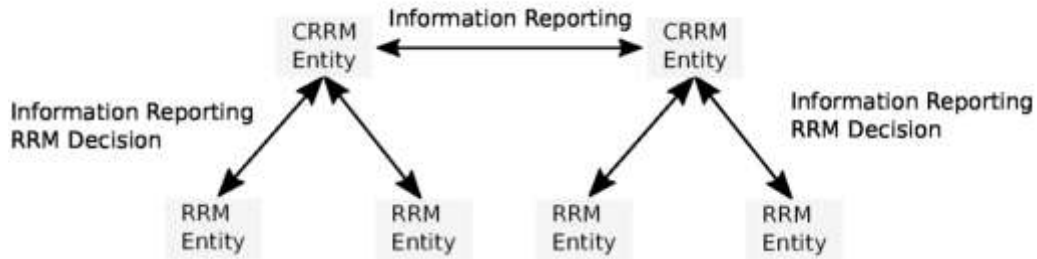 Information Reporting
CRRM
Entity
CRRM
Entity
Information Reporting
RRM Decision
Information Reporting
RRM Decision
RRM
Entity
RRM
Entity
RRM
Entity
RRM
Entity